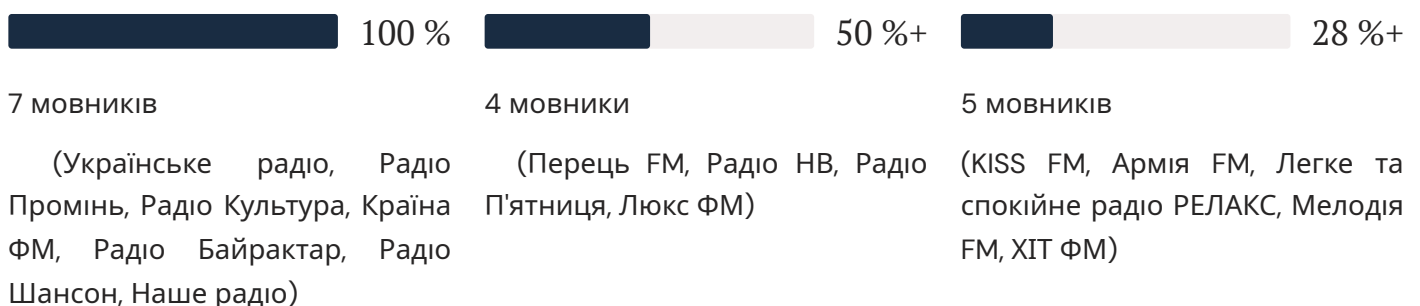 100 %
7 мовників
(Українське радіо, Радіо
Промінь, Радіо Культура, Країна
ФМ, Радіо Байрактар, Радіо
Шансон, Наше радіо)
50 %+
4 мовники
(Перець FM, Радіо НВ, Радіо
П'ятниця, Люкс ФМ)
28 %+
5 мовників
(KISS FM, Армія FM, Легке та
спокійне радіо РЕЛАКС, Мелодія
FM, ХІТ ФМ)